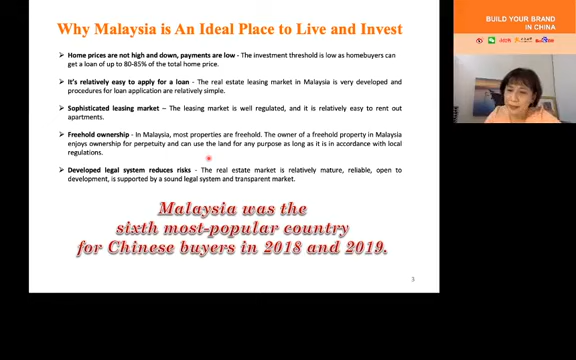 Why Malaysia is An Ideal Place to Live and Invest
Home prices are not high and down, payments are low - The investment threshold is low as homebuyers can
get a loan of up to 80-85% of the total home price.
It's relatively easy to apply for a loan - The real estate leasing market in Malaysia is very developed and
procedures for loan application are relatively simple.
Sophisticated leasing market – The leasing market is well regulated, and it is relatively easy to rent out
apartments.
Freehold ownership - In Malaysia, most properties are freehold. The owner of a freehold property in Malaysia
enjoys ownership for perpetuity and can use the land for any purpose as long as it is in accordance with local
regulations.
Developed legal system reduces risks - The real estate market is relatively mature, reliable, open to
development, is supported by a sound legal system and transparent market.
Malaysia was the
sixth most-popular country
for Chinese buyers in 2018 and 2019.
3
BUILD YOUR BRAND
IN CHINA